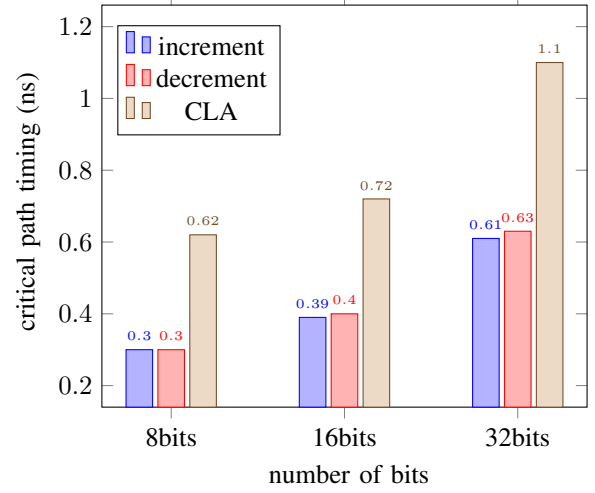 1.2
1
0.8
0.6
0.4
0.2
critical path timing (ns)
increment
decrement
CLA
0.3
0.3
0.62
0.39
0.4
0.72
0.61
0.63
1.1
8bits
16bits
32bits
number of bits